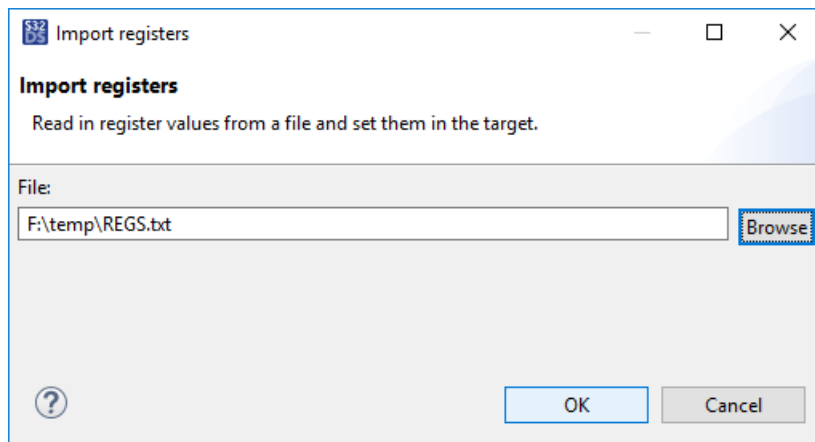 S32
DS
Import registers
Import registers
Read in register values from a file and set them in the target.
File:
F:\temp\REGS.txt
Browse
?
OK
Cancel